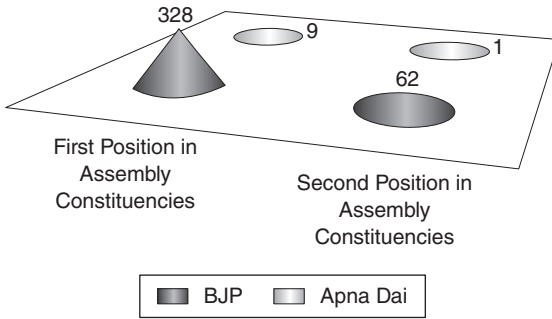 328
9
1
62
First Position in
Assembly
Constituencies
Second Position in
Assembly
Constituencies
BJP
Apna Dai